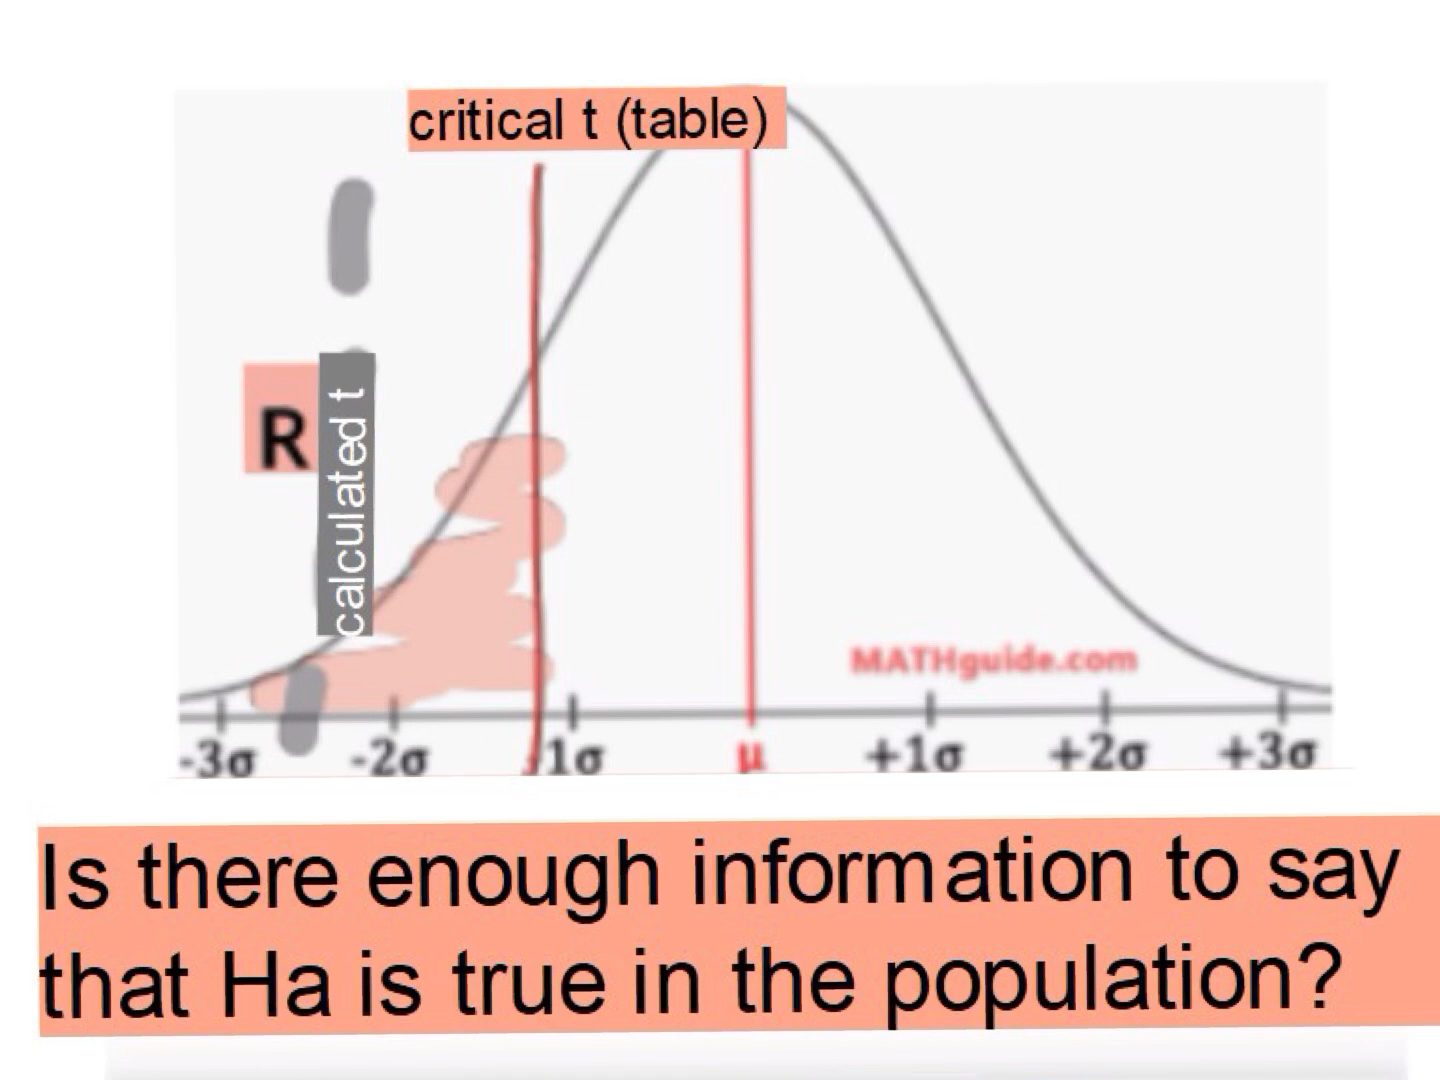 critical t (table)
R
calculated t
MATHguide.com
-3σ -2σ 1σ μ +1σ +2σ +3σ
Is there enough information to say
that Ha is true in the population?